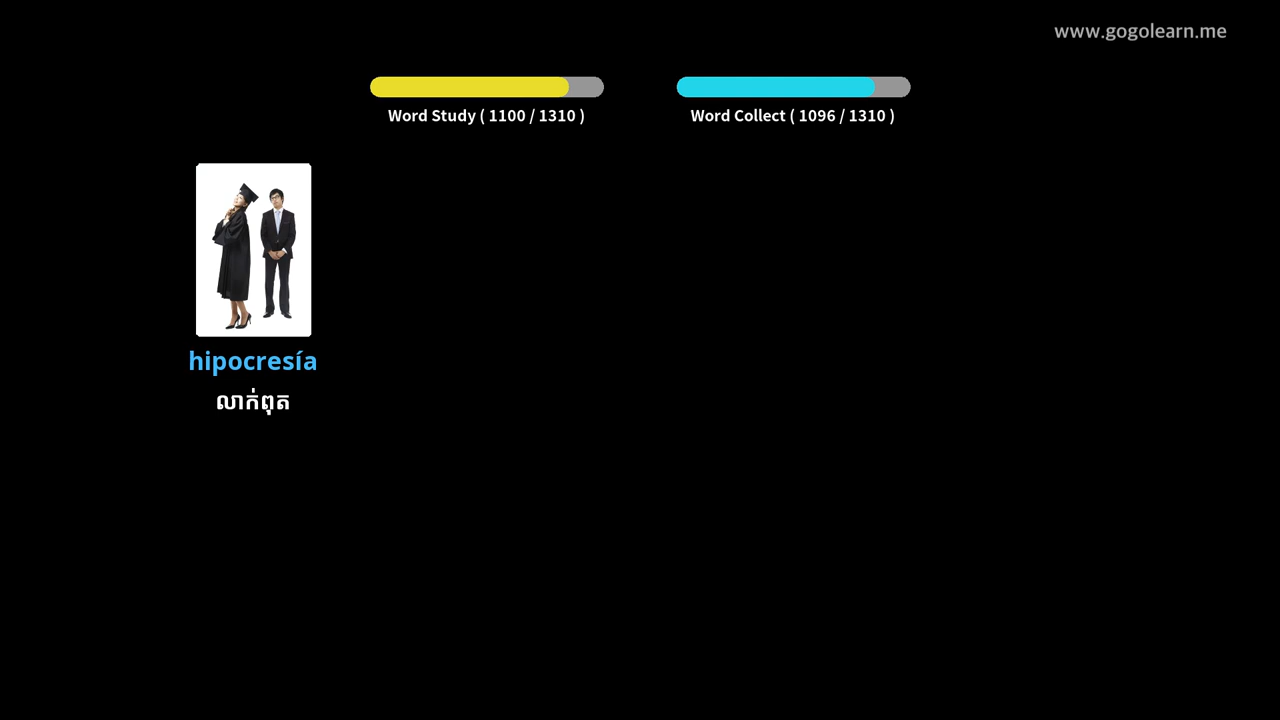 www.gogolearn.me
Word Study ( 1100 / 1310 )
Word Collect ( 1096 / 1310 )
hipocresía
លាក់ពុត